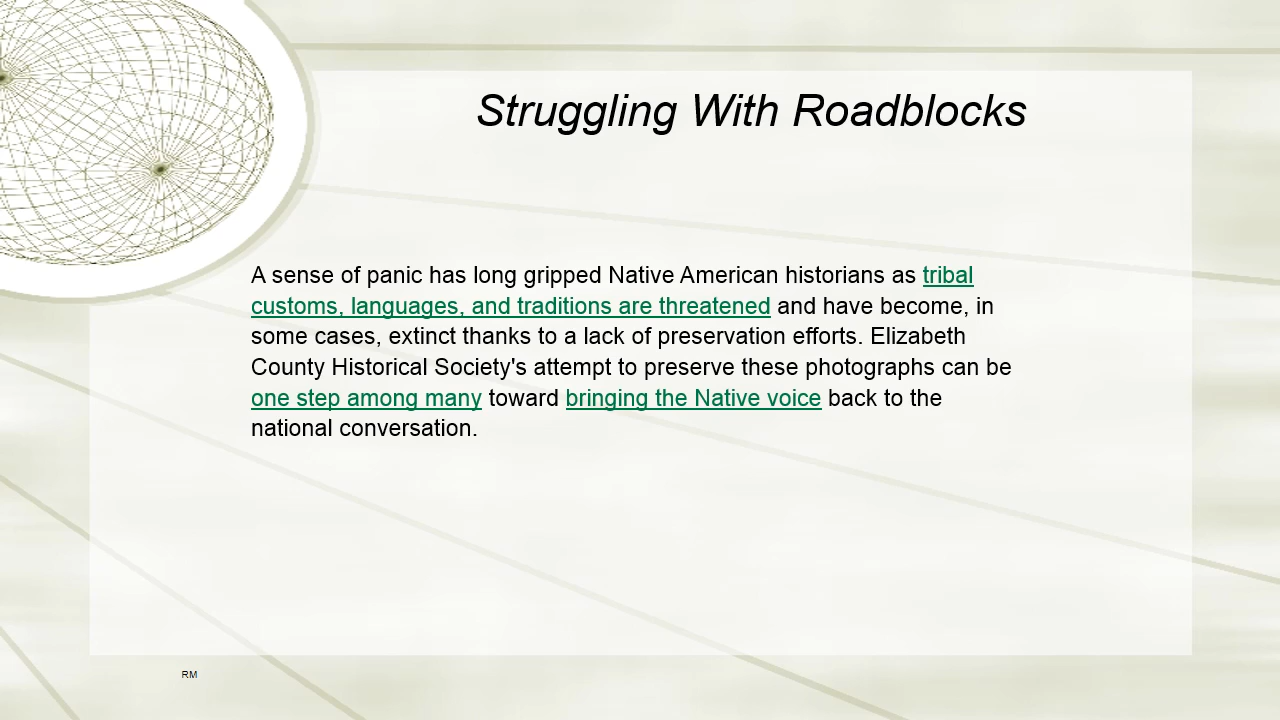 Struggling With Roadblocks
A sense of panic has long gripped Native American historians as tribal
customs, languages, and traditions are threatened and have become, in
some cases, extinct thanks to a lack of preservation efforts. Elizabeth
County Historical Society's attempt to preserve these photographs can be
one step among many toward bringing the Native voice back to the
national conversation.
RM